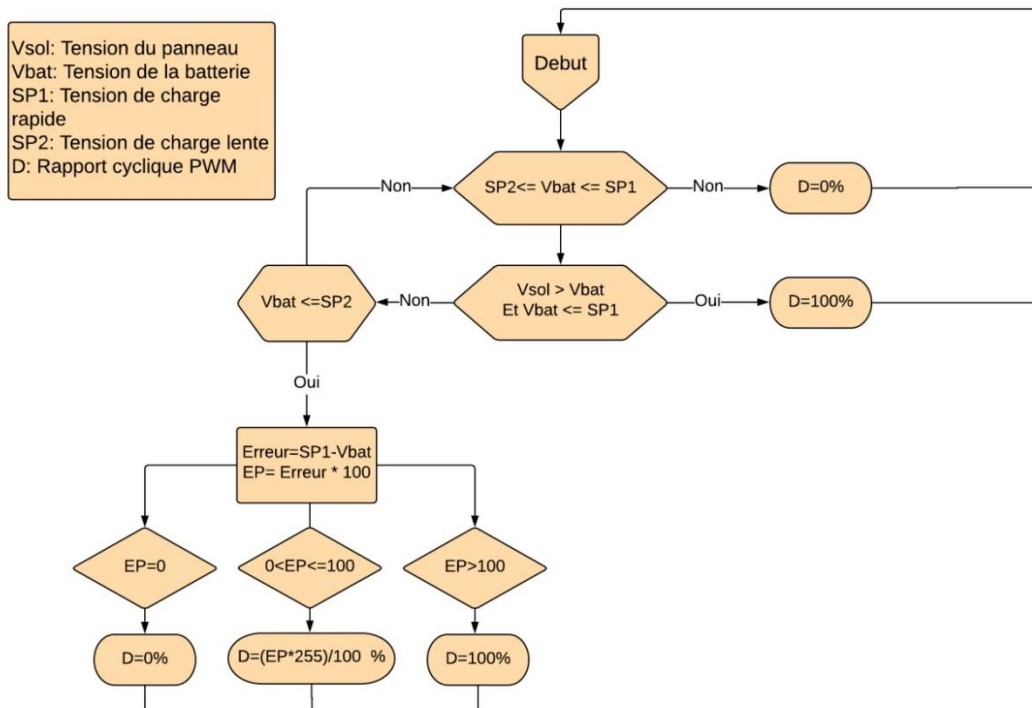 Vsol: Tension du panneau
Vbat: Tension de la batterie
SP1: Tension de charge
rapide
SP2: Tension de charge lente
D: Rapport cyclique PWM
Debut
Non
SP2<= Vbat <= SP1
Non
D=0%
Vbat <=SP2
Non
Vsol > Vbat
Et Vbat <= SP1
Oui
D=100%
Oui
Erreur=SP1-Vbat
EP= Erreur * 100
EP=0
0<EP<=100
EP>100
D=0%
D=(EP*255)/100 %
D=100%